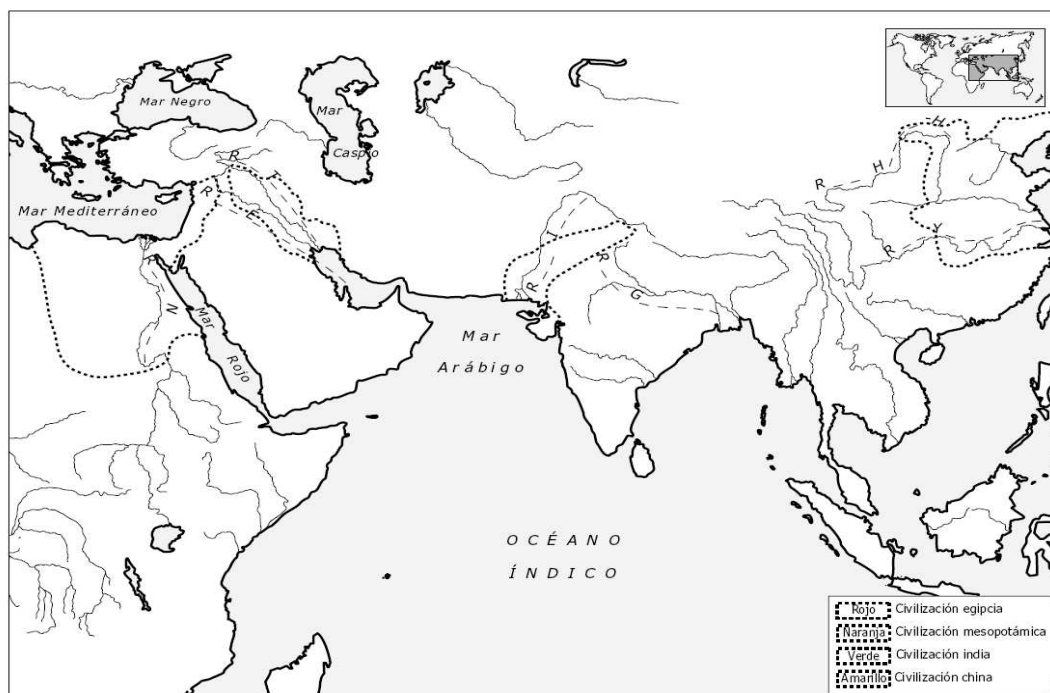 Mar Negro
Mar
Caspio
Mar Mediterráneo
R T
R E
R N
Mar
Rojo
Mar
Arábigo
R I
R G
R H H
R Y
OCÉANO
ÍNDICO
Rojo Civilización egipcia
Naranja Civilización mesopotámica
Verde Civilización india
Amarillo Civilización china